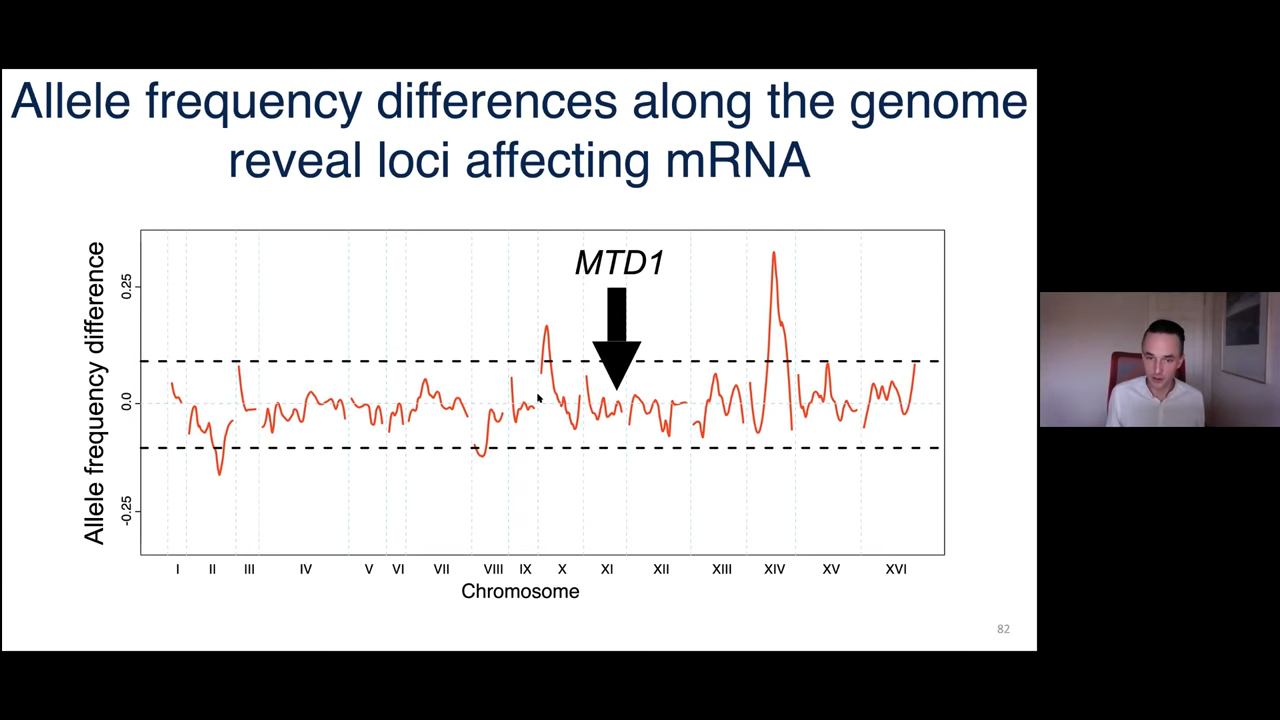 Allele frequency differences along the genome
reveal loci affecting mRNA
MTD1
Allele frequency difference
0.25
0.0
-0.25
I II III IV V VI VII VIII IX X XI XII XIII XIV XV XVI
Chromosome
82